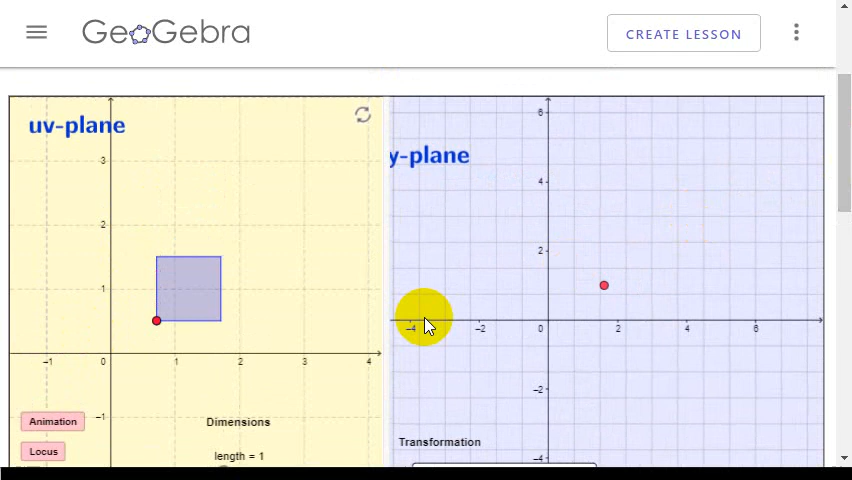 GeoGebra
CREATE LESSON
uv-plane
3
2
1
-1
0
1
2
3
4
-1
Animation
Locus
Dimensions
length = 1
y-plane
6
4
2
-4
-2
0
2
4
6
-2
-4
Transformation